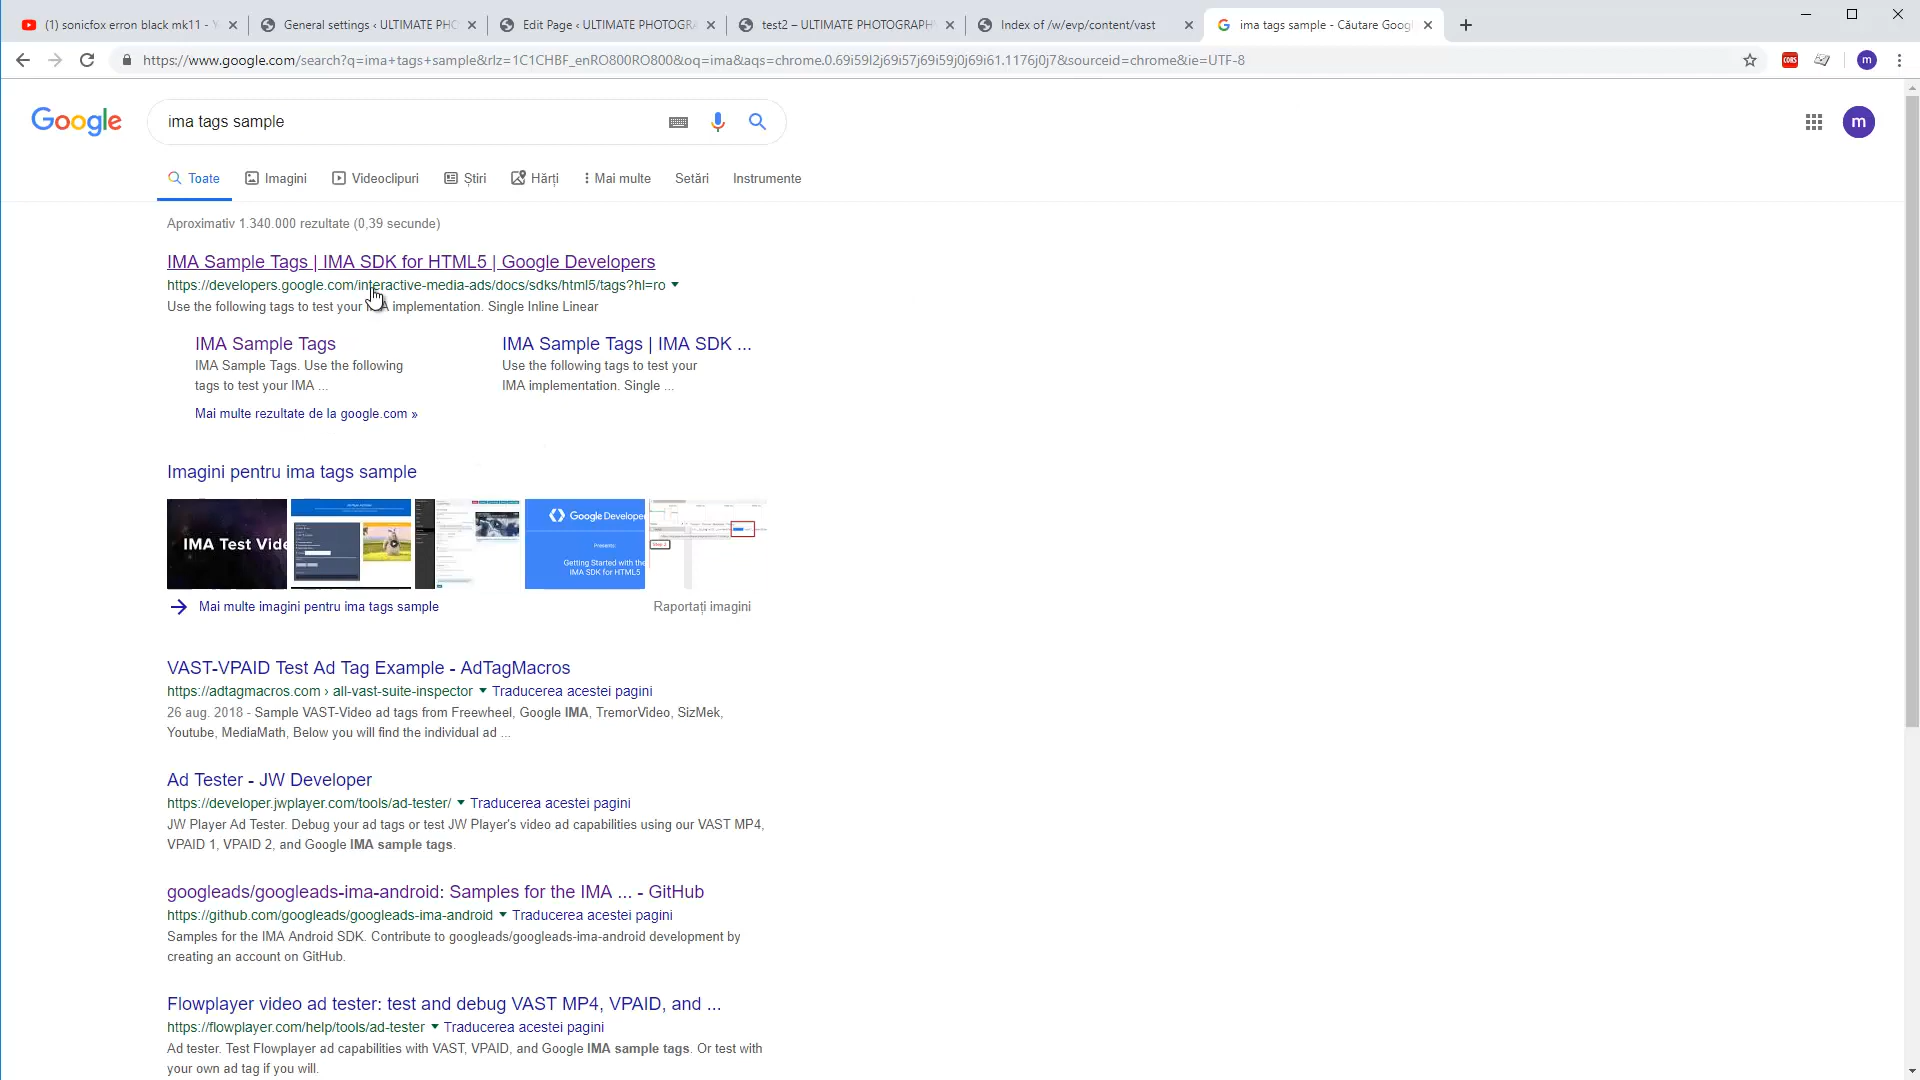 (1) sonicfox erron black mk11 - Y
General settings ‹ ULTIMATE PHO
Edit Page ‹ ULTIMATE PHOTOGRA
test2 – ULTIMATE PHOTOGRAPHY
Index of /w/evp/content/vast
ima tags sample - Căutare Googl
https://www.google.com/search?q=ima+tags+sample&rlz=1C1CHBF_enRO800RO800&oq=ima&aqs=chrome.0.69i59l2j69i57j69i59j0j69i61.1176j0j7&sourceid=chrome&ie=UTF-8
CORS
m
Google
ima tags sample
m
Toate
Imagini
Videoclipuri
Știri
Hărți
Mai multe
Setări
Instrumente
Aproximativ 1.340.000 rezultate (0,39 secunde)
IMA Sample Tags | IMA SDK for HTML5 | Google Developers
https://developers.google.com/interactive-media-ads/docs/sdks/html5/tags?hl=ro
Use the following tags to test your IMA implementation. Single Inline Linear
IMA Sample Tags
IMA Sample Tags | IMA SDK ...
IMA Sample Tags. Use the following
Use the following tags to test your
tags to test your IMA ...
IMA implementation. Single ...
Mai multe rezultate de la google.com »
Imagini pentru ima tags sample
IMA Test Vide
Google Develope
Presents:
Getting Started with the
IMA SDK for HTML5
Mai multe imagini pentru ima tags sample
Raportați imagini
VAST-VPAID Test Ad Tag Example - AdTagMacros
https://adtagmacros.com › all-vast-suite-inspector
Traducerea acestei pagini
26 aug. 2018 - Sample VAST-Video ad tags from Freewheel, Google IMA, TremorVideo, SizMek,
Youtube, MediaMath, Below you will find the individual ad ...
Ad Tester - JW Developer
https://developer.jwplayer.com/tools/ad-tester/
Traducerea acestei pagini
JW Player Ad Tester. Debug your ad tags or test JW Player's video ad capabilities using our VAST MP4,
VPAID 1, VPAID 2, and Google IMA sample tags.
googleads/googleads-ima-android: Samples for the IMA ... - GitHub
https://github.com/googleads/googleads-ima-android
Traducerea acestei pagini
Samples for the IMA Android SDK. Contribute to googleads/googleads-ima-android development by
creating an account on GitHub.
Flowplayer video ad tester: test and debug VAST MP4, VPAID, and ...
https://flowplayer.com/help/tools/ad-tester
Traducerea acestei pagini
Ad tester. Test Flowplayer ad capabilities with VAST, VPAID, and Google IMA sample tags. Or test with
your own ad tag if you will.